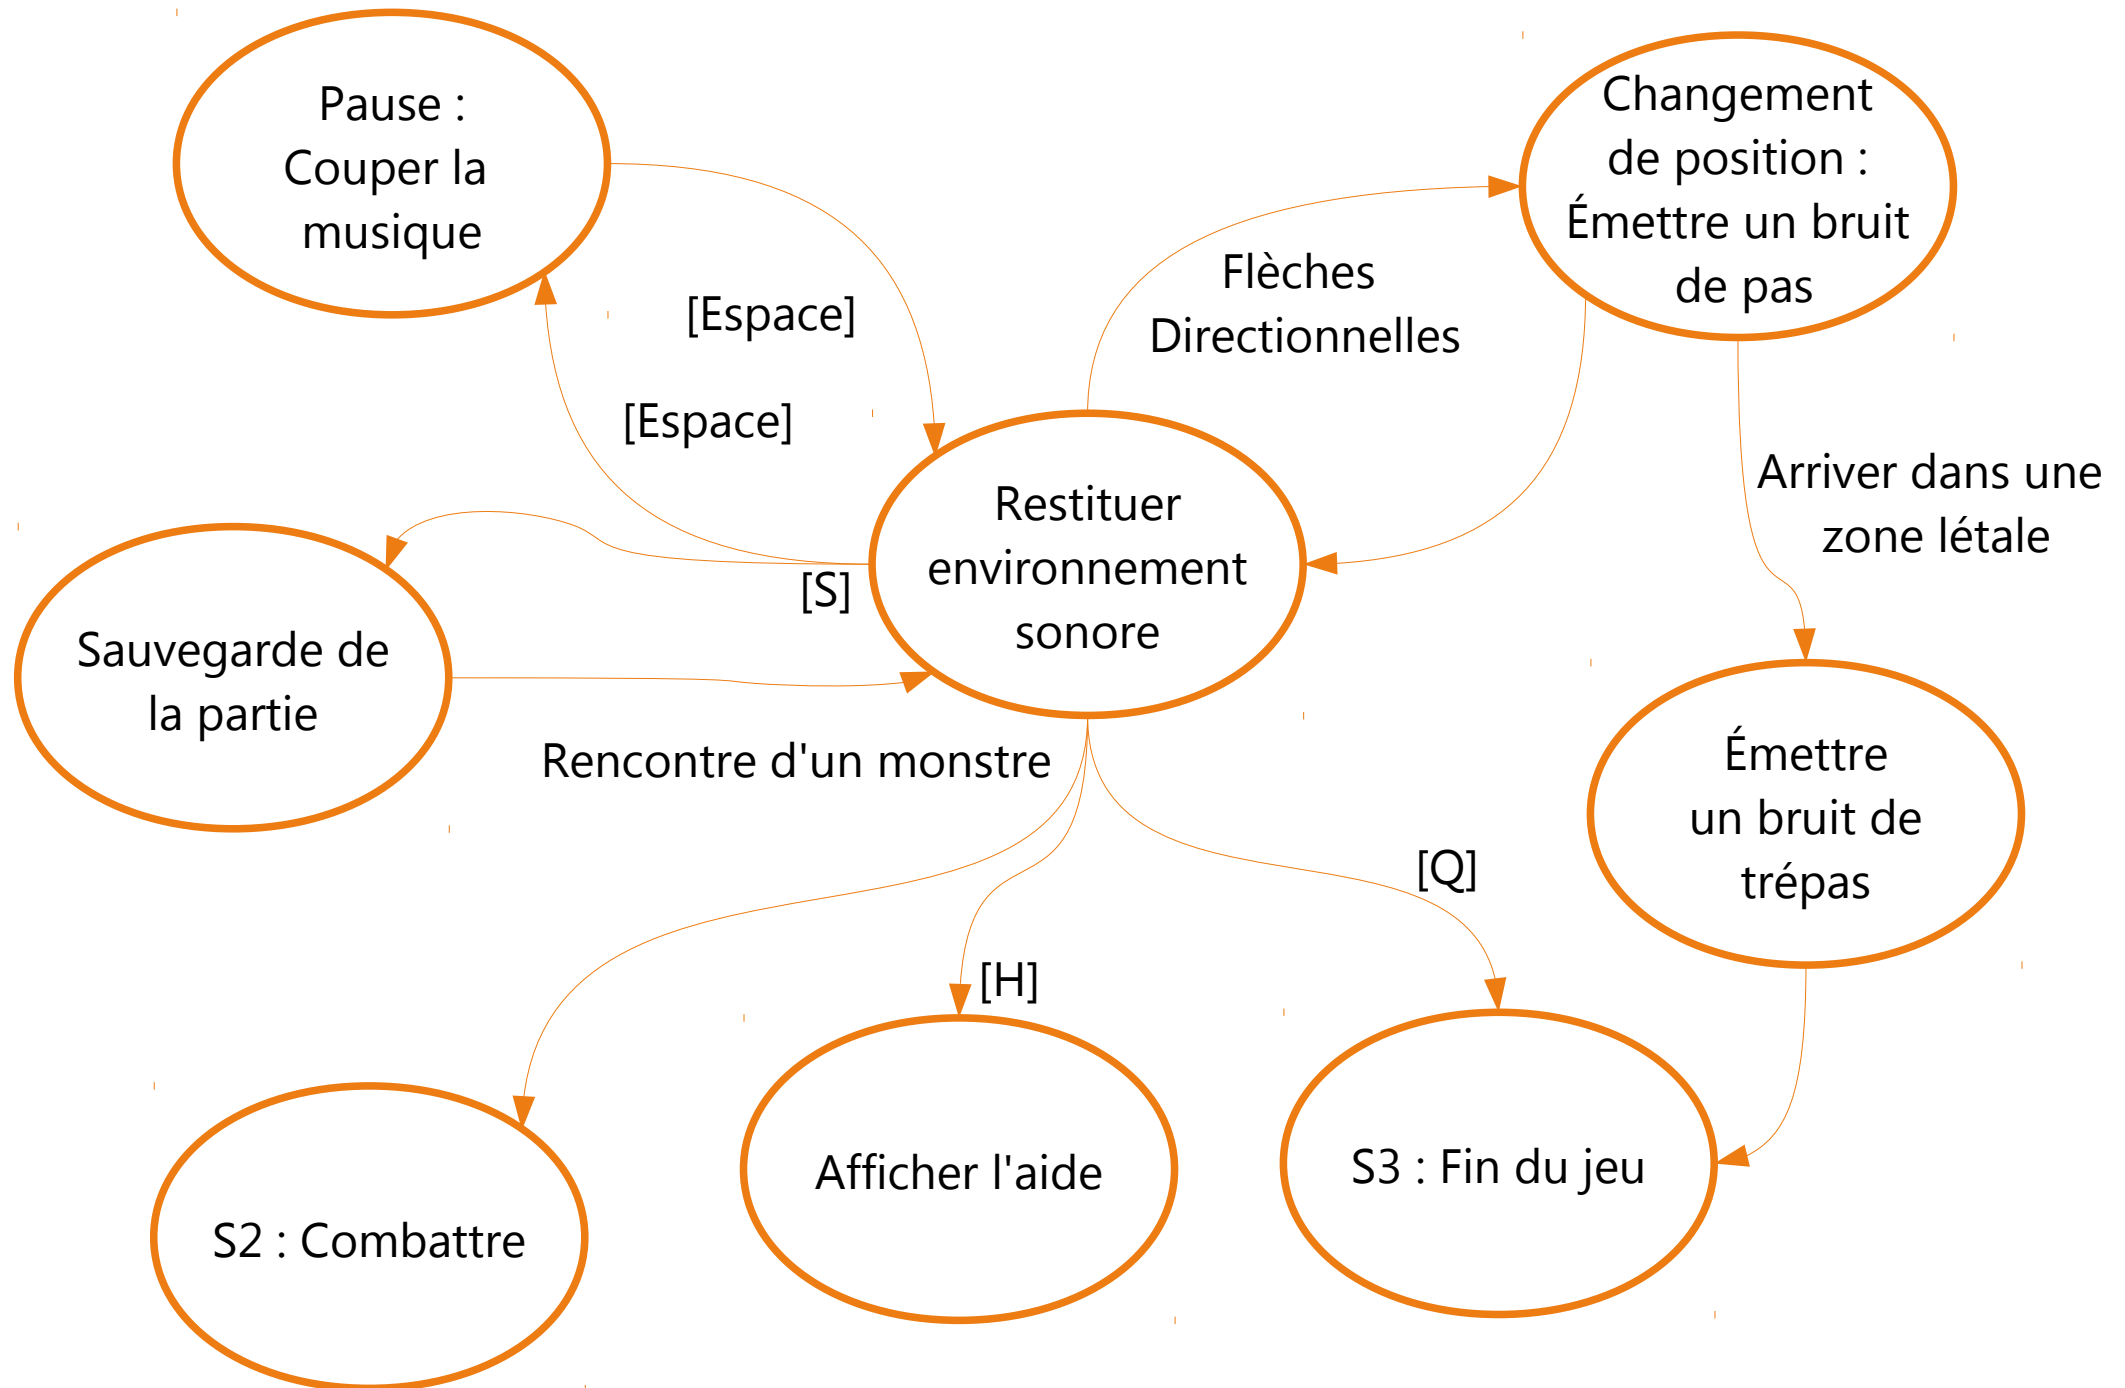 Pause :
Couper la
musique
Changement
de position :
Émettre un bruit
de pas
[Espace]
Flèches
Directionnelles
[Espace]
Arriver dans une
zone létale
Restituer
environnement
sonore
[S]
Sauvegarde de
la partie
Rencontre d'un monstre
Émettre
un bruit de
trépas
[Q]
[H]
S2 : Combattre
Afficher l'aide
S3 : Fin du jeu